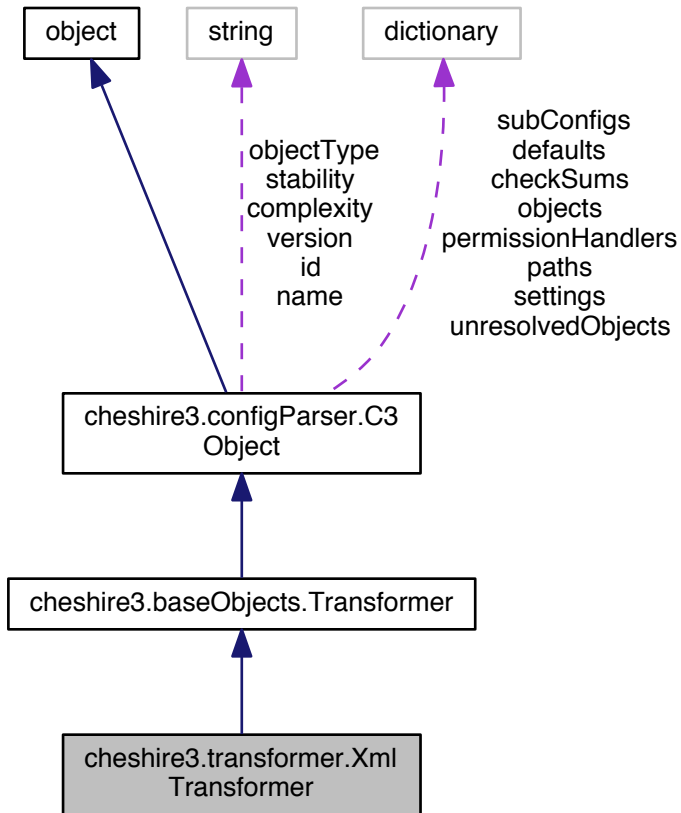 object
string
dictionary
objectType
stability
complexity
version
id
name
subConfigs
defaults
checkSums
objects
permissionHandlers
paths
settings
unresolvedObjects
cheshire3.configParser.C3
Object
cheshire3.baseObjects.Transformer
cheshire3.transformer.Xml
Transformer